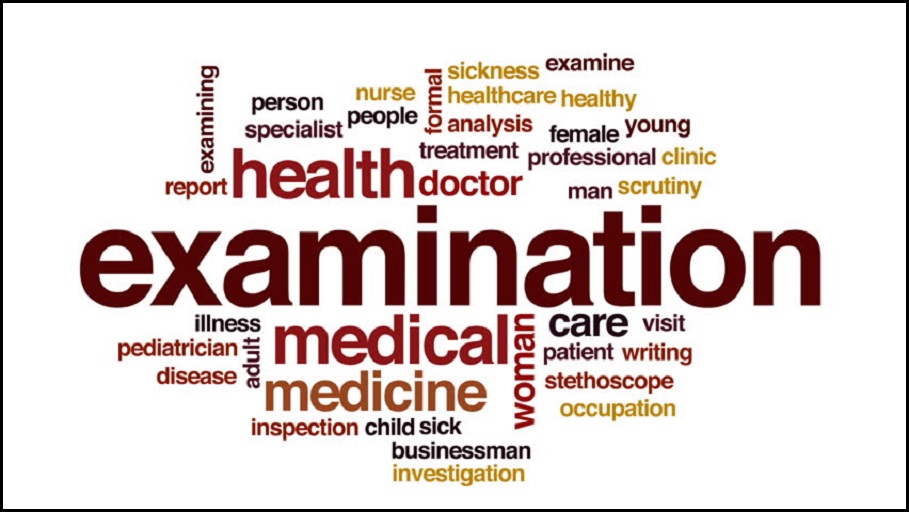 examining
person
nurse
formal
sickness
examine
healthcare
healthy
specialist
people
analysis
female
young
treatment
professional
clinic
report
health
doctor
man
scrutiny
examination
illness
medical
woman
care
visit
pediatrician
adult
patient
writing
disease
medicine
stethoscope
occupation
inspection
child
sick
businessman
investigation